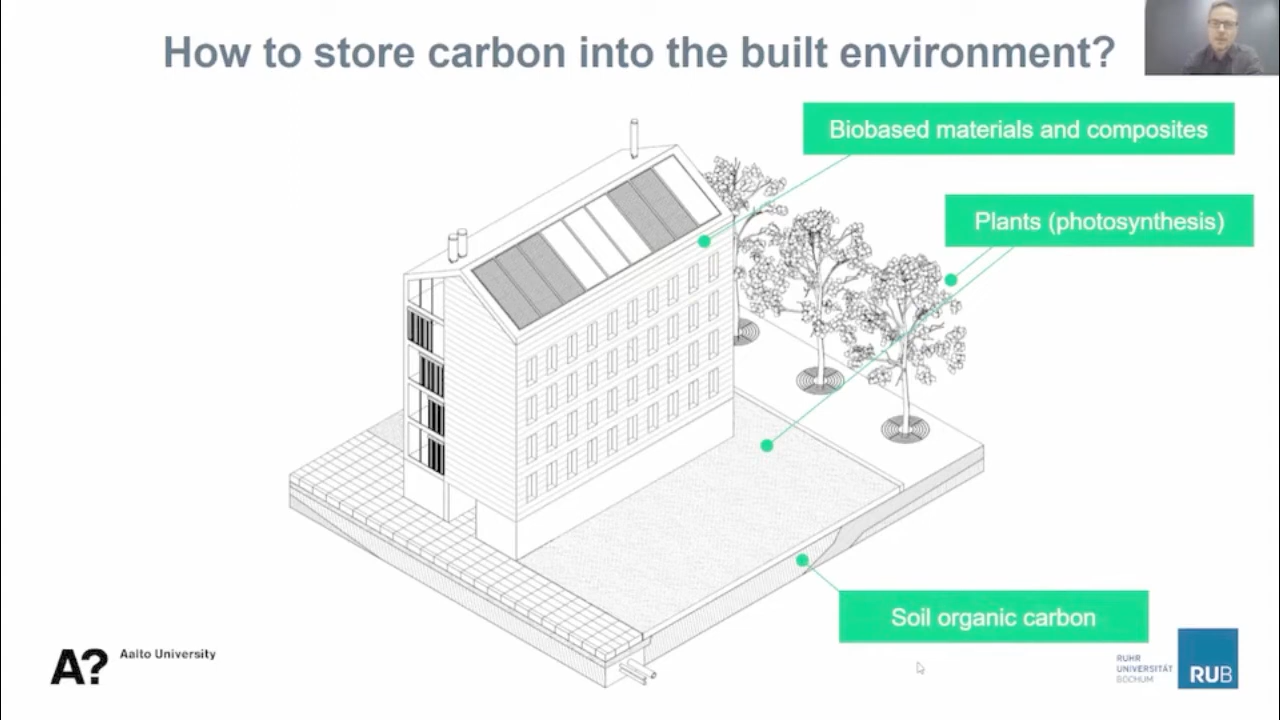 How to store carbon into the built environment?
Biobased materials and composites
Plants (photosynthesis)
Soil organic carbon
A? Aalto University
RUHR
UNIVERSITÄT
BOCHUM
RUB